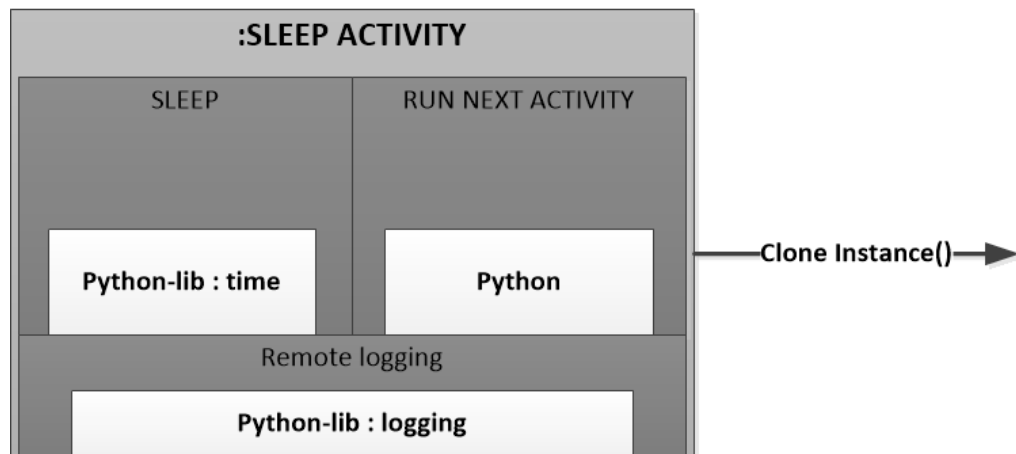 :SLEEP ACTIVITY
SLEEP
RUN NEXT ACTIVITY
Python-lib : time
Python
Clone Instance()
Remote logging
Python-lib : logging